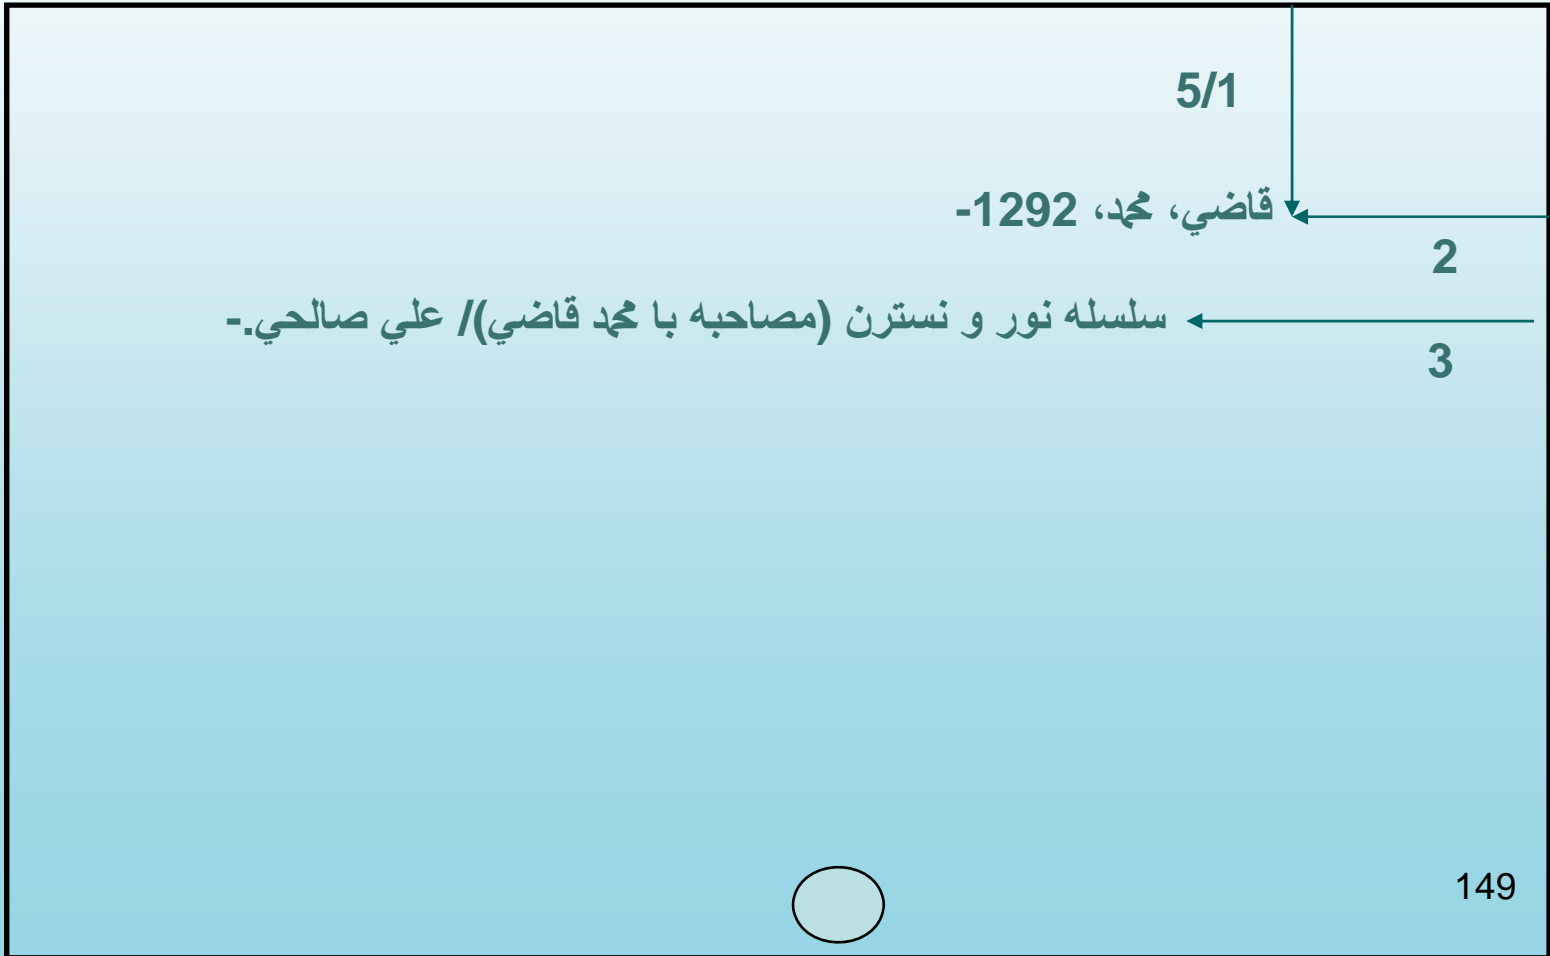 5/1
قاضي، محمد، 1292-
2
سلسله نور و نسترن (مصاحبه با محمد قاضي)/ علي صالحي.-
3
149